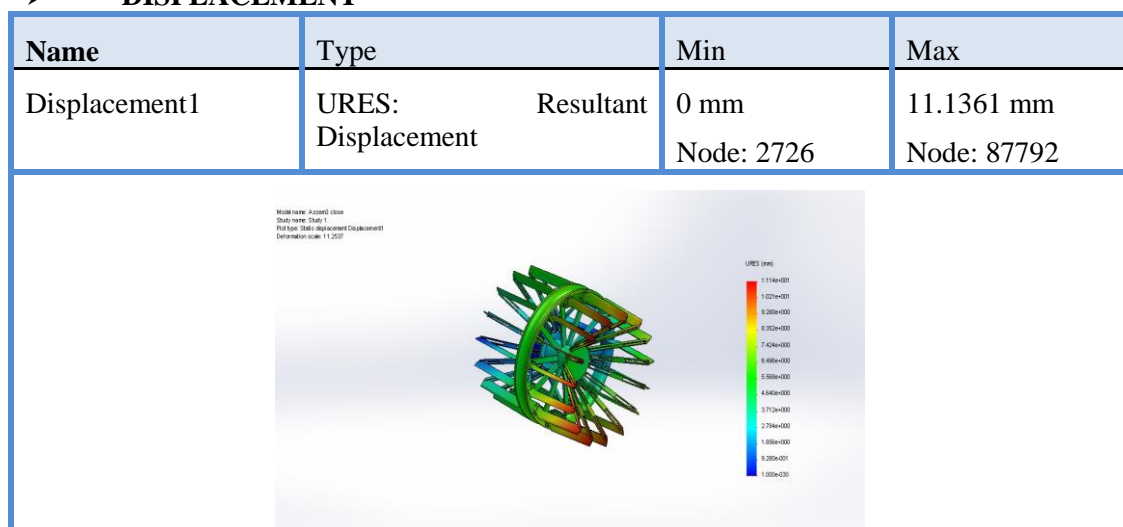 ➤ DISPLACEMENT
Name Type Min Max
Displacement1 URES: Resultant 0 mm 11.1361 mm
Displacement Node: 2726 Node: 87792
Model name: Assem3 close
Study name: Study 1
Plot type: Static displacement Displacement1
Deformation scale: 11.2537
URES (mm)
1.114e+001
1.021e+001
9.280e+000
8.352e+000
7.424e+000
6.496e+000
5.568e+000
4.640e+000
3.712e+000
2.784e+000
1.856e+000
9.280e-001
1.000e-030